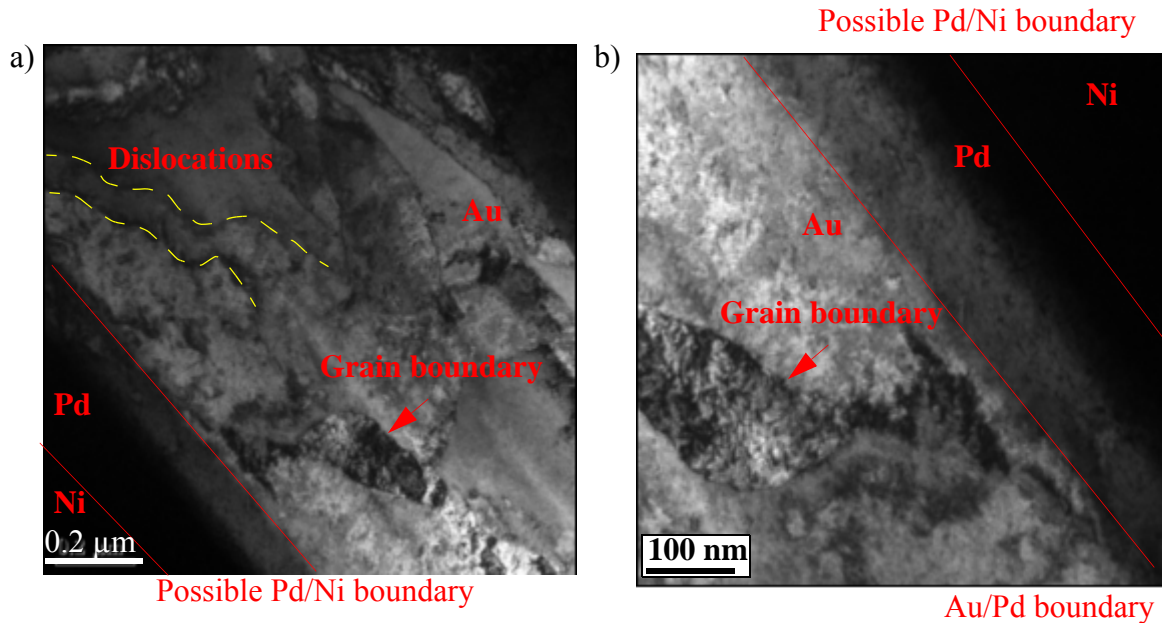 Possible Pd/Ni boundary
a)
b)
Ni
Dislocations
Pd
Au
Au
Grain boundary
Grain boundary
Pd
Ni
0.2 µm
100 nm
Possible Pd/Ni boundary
Au/Pd boundary